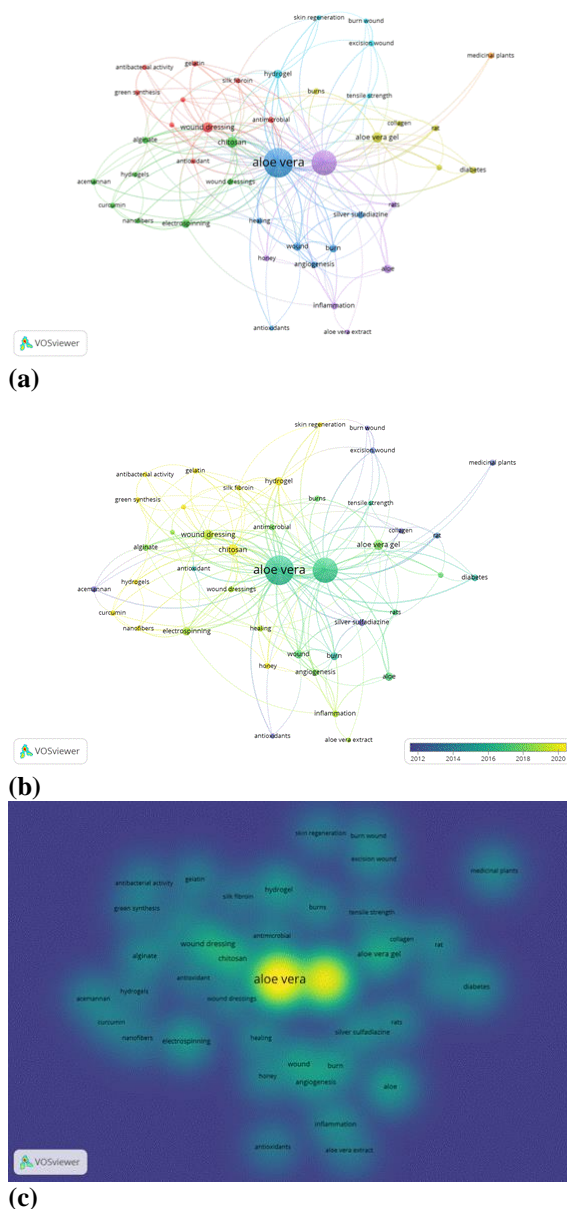 skin regeneration
burn wound
excision wound
medicinal plants
gelatin
antibacterial activity
hydrogel
silk fibroin
green synthesis
burns
tensile strength
antimicrobial
collagen
rat
wound dressing
aloe vera gel
alginate
chitosan
aloe vera
antioxidant
diabetes
hydrogels
acemannan
wound dressings
curcumin
rats
silver sulfadiazine
nanofibers
electrospinning
healing
wound
burn
honey
angiogenesis
aloe
inflammation
antioxidants
aloe vera extract
VOSviewer
(a)
skin regeneration
burn wound
excision wound
medicinal plants
gelatin
antibacterial activity
hydrogel
silk fibroin
green synthesis
burns
tensile strength
antimicrobial
collagen
rat
wound dressing
aloe vera gel
alginate
chitosan
aloe vera
antioxidant
diabetes
hydrogels
acemannan
wound dressings
curcumin
rats
silver sulfadiazine
nanofibers
electrospinning
healing
wound
burn
honey
angiogenesis
aloe
inflammation
antioxidants
aloe vera extract
VOSviewer
2012 2014 2016 2018 2020
(b)
skin regeneration
burn wound
excision wound
medicinal plants
gelatin
antibacterial activity
hydrogel
silk fibroin
green synthesis
burns
tensile strength
antimicrobial
collagen
rat
wound dressing
aloe vera gel
alginate
chitosan
aloe vera
antioxidant
diabetes
hydrogels
acemannan
wound dressings
curcumin
rats
silver sulfadiazine
nanofibers
electrospinning
healing
wound
burn
honey
angiogenesis
aloe
inflammation
antioxidants
aloe vera extract
VOSviewer
(c)